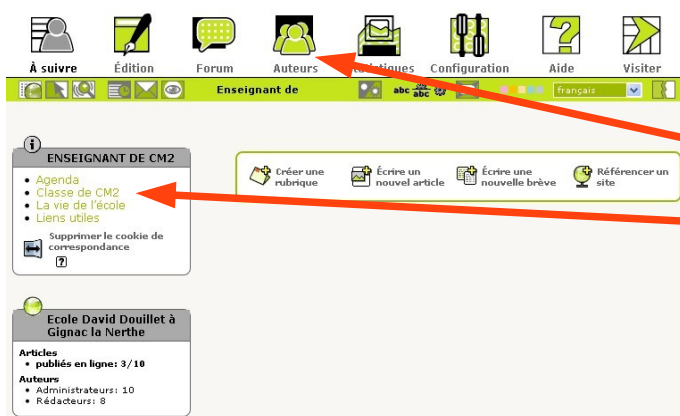 À suivre Édition Forum Auteurs Configuration Aide Visiter
Enseignant de abc abc abc français
i
ENSEIGNANT DE CM2
• Agenda
• Classe de CM2
• La vie de l'école
• Liens utiles
Supprimer le cookie de
correspondance
?
Créer une
rubrique
Écrire un
nouvel article
Écrire une
nouvelle brève
Référencer un
site
Ecole David Douillet à
Gignac la Nerthe
Articles
• publiés en ligne: 3/10
Auteurs
• Administrateurs: 10
• Rédacteurs: 8